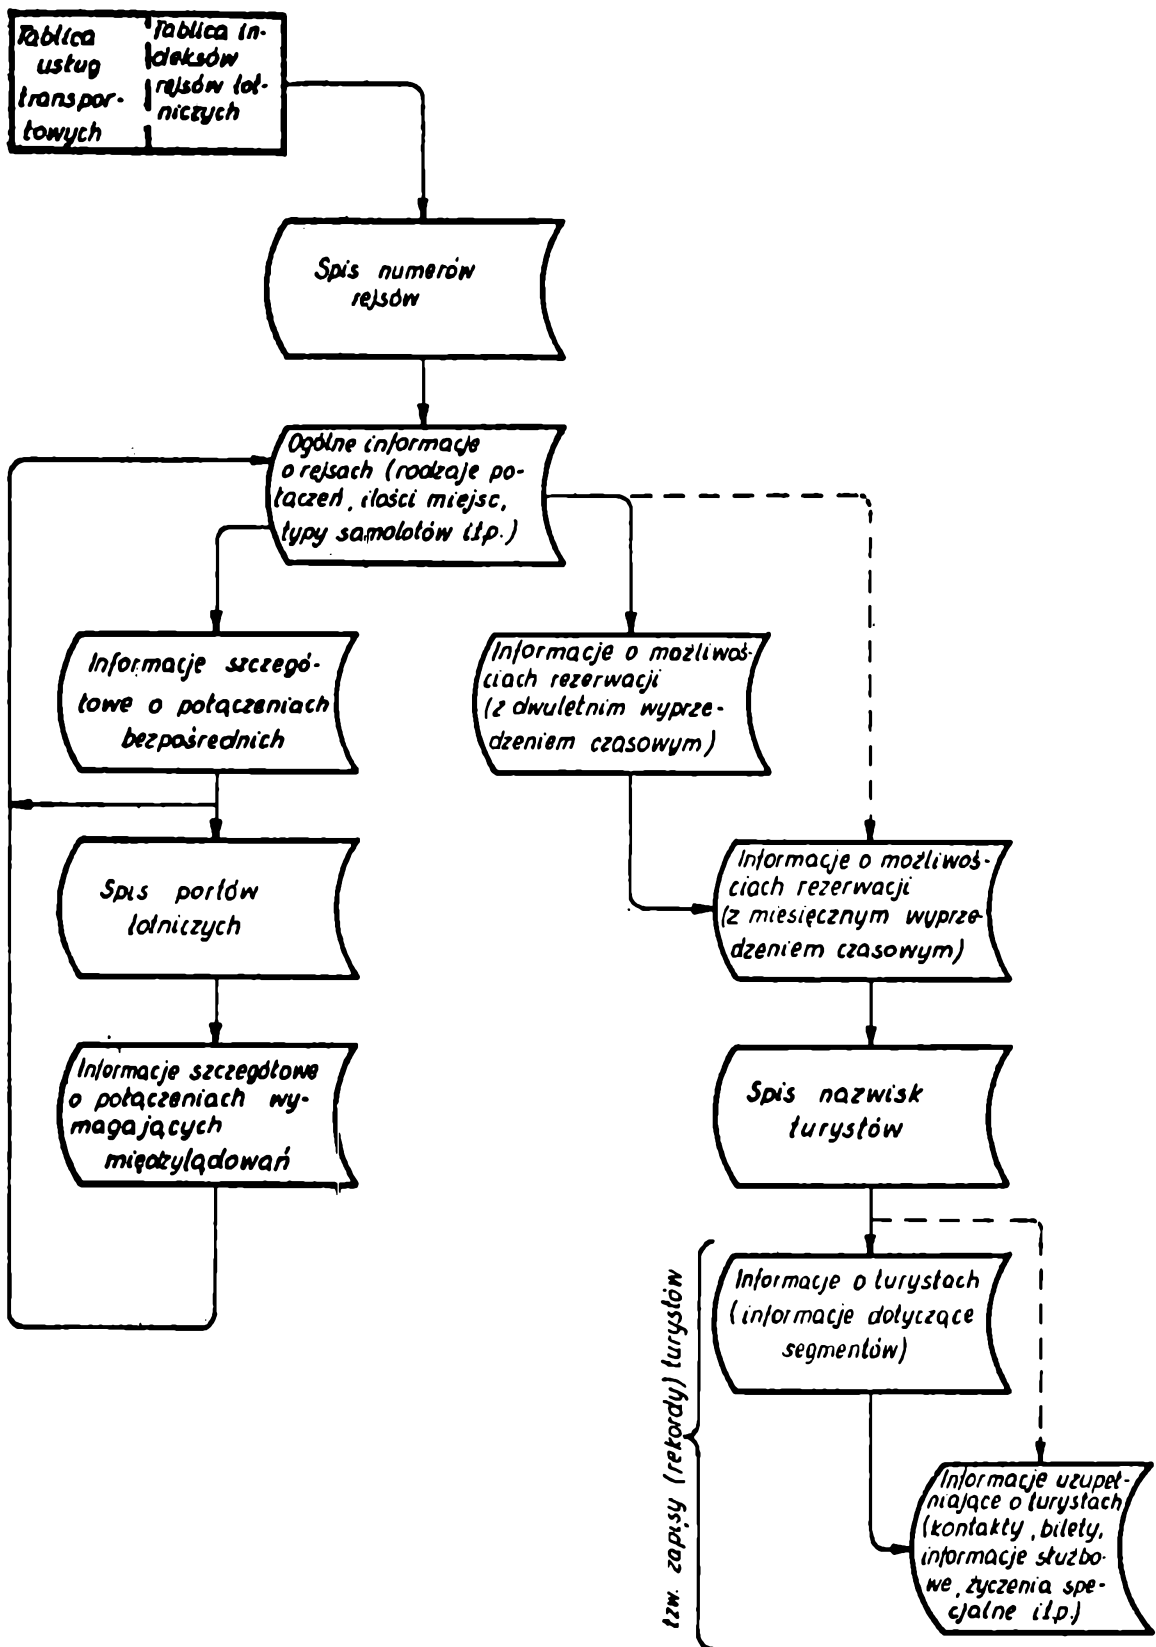 Tablica
usług
transpor-
towych
Tablica in-
deksów
rejsów lot-
niczych
Spis numerów
rejsów
Ogólne informacje
o rejsach (rodzaje po-
łączeń, ilości miejsc,
typy samolotów itp.)
Informacje szczegó-
łowe o połączeniach
bezpośrednich
Informacje o możliwoś-
ciach rezerwacji
(z dwuletnim wyprze-
dzeniem czasowym)
Spis portów
lotniczych
Informacje o możliwoś-
ciach rezerwacji
(z miesięcznym wyprze-
dzeniem czasowym)
Informacje szczegółowe
o połączeniach wy-
magających
międzylądowań
Spis nazwisk
turystów
tzw. zapisy (rekordy) turystów
Informacje o turystach
(informacje dotyczące
segmentów)
Informacje uzupeł-
niające o turystach
(kontakty, bilety,
informacje służbo-
we, życzenia spe-
cjalne itp.)